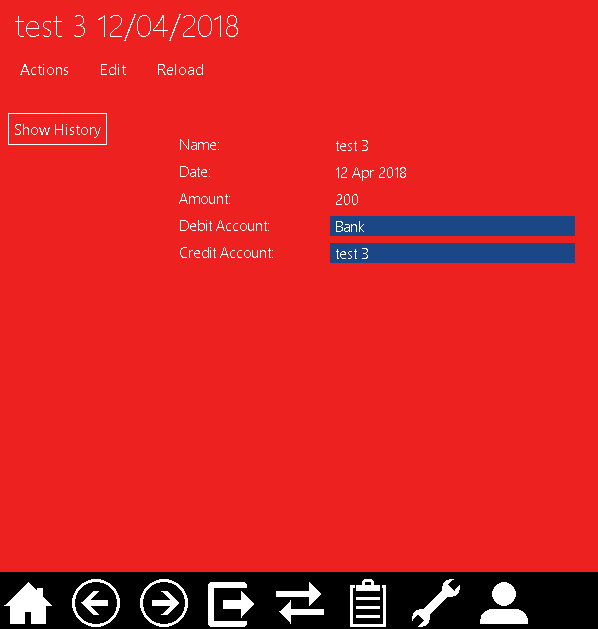 test 3 12/04/2018
Actions Edit Reload
Show History
Name: test 3
Date: 12 Apr 2018
Amount: 200
Debit Account: Bank
Credit Account: test 3